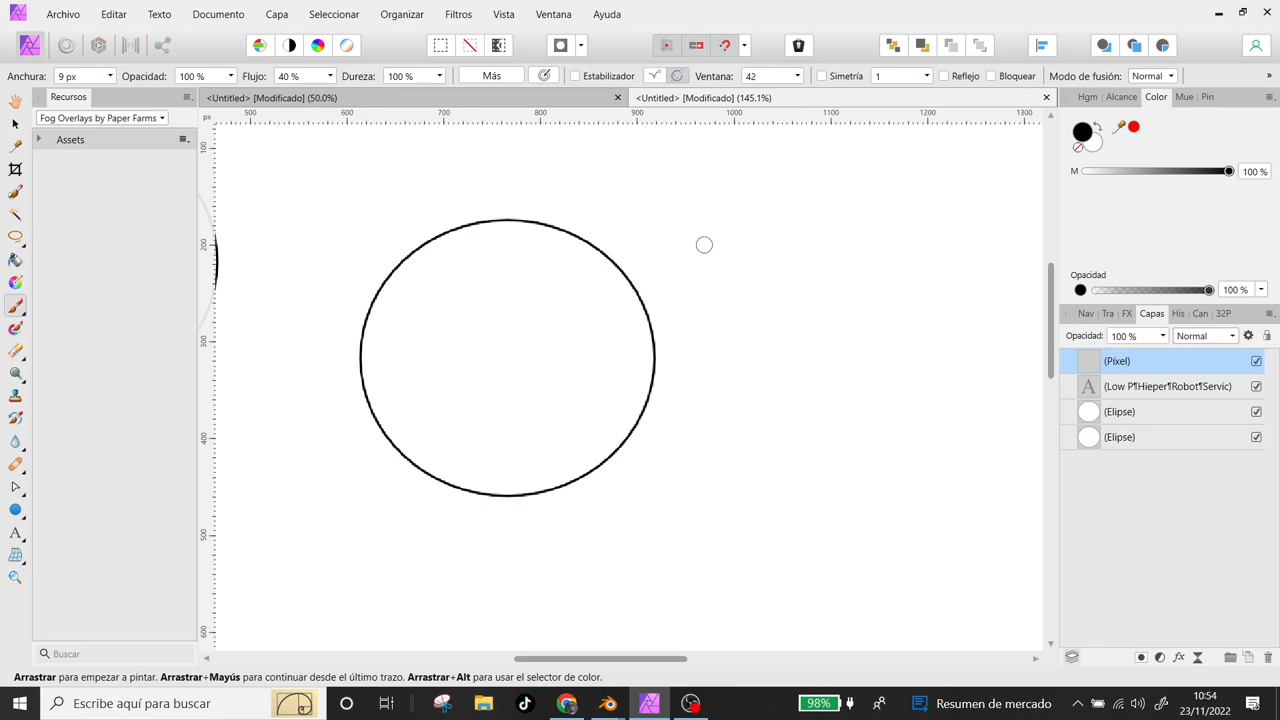 Archivo Editar Texto Documento Capa Seleccionar Organizar Filtros Vista Ventana Ayuda
Anchura: 9 px Opacidad: 100 % Flujo: 40 % Dureza: 100 % Más Estabilizador Ventana: 42 Simetría 1 Reflejo Bloquear Modo de fusión: Normal »
Recursos <Untitled> [Modificado] (50.0%) <Untitled> [Modificado] (145.1%) Hgm Alcance Color Mue Pin
px 500 600 700 800 900 1000 1100 1200 1300
Fog Overlays by Paper Farms
Assets
100
200
300
400
500
600
M 100 %
Opacidad
100 %
Nav Tra FX Capas His Can 32P
Opacidad: 100 % Normal
(Píxel)
(Low P¶Hieper¶Robot¶Servic)
(Elipse)
(Elipse)
Buscar
Arrastrar para empezar a pintar. Arrastrar+Mayús para continuar desde el último trazo. Arrastrar+Alt para usar el selector de color.
Escribe aquí para buscar 98% Resumen de mercado 10:54
23/11/2022